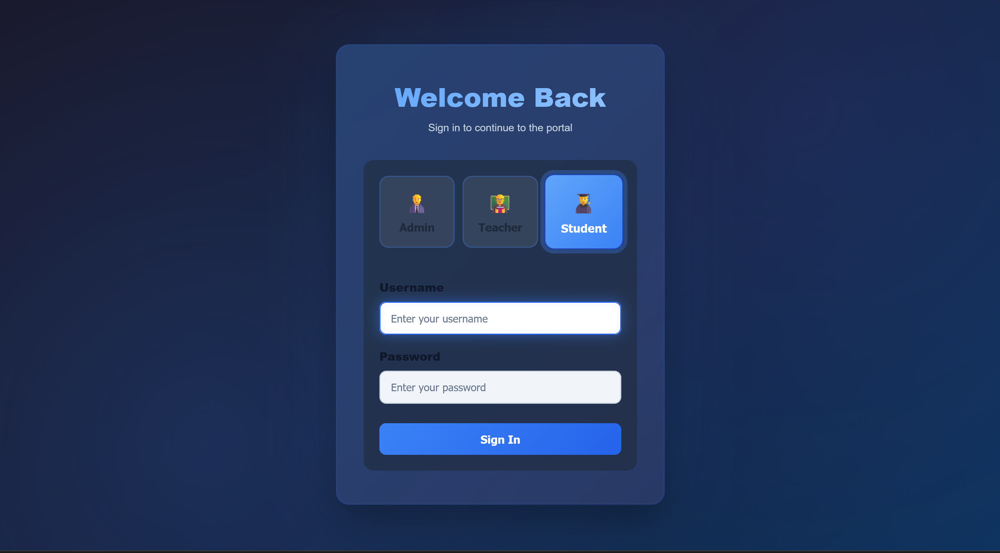 Welcome Back
Sign in to continue to the portal
Admin
Teacher
Student
Username
Enter your username
Password
Enter your password
Sign In